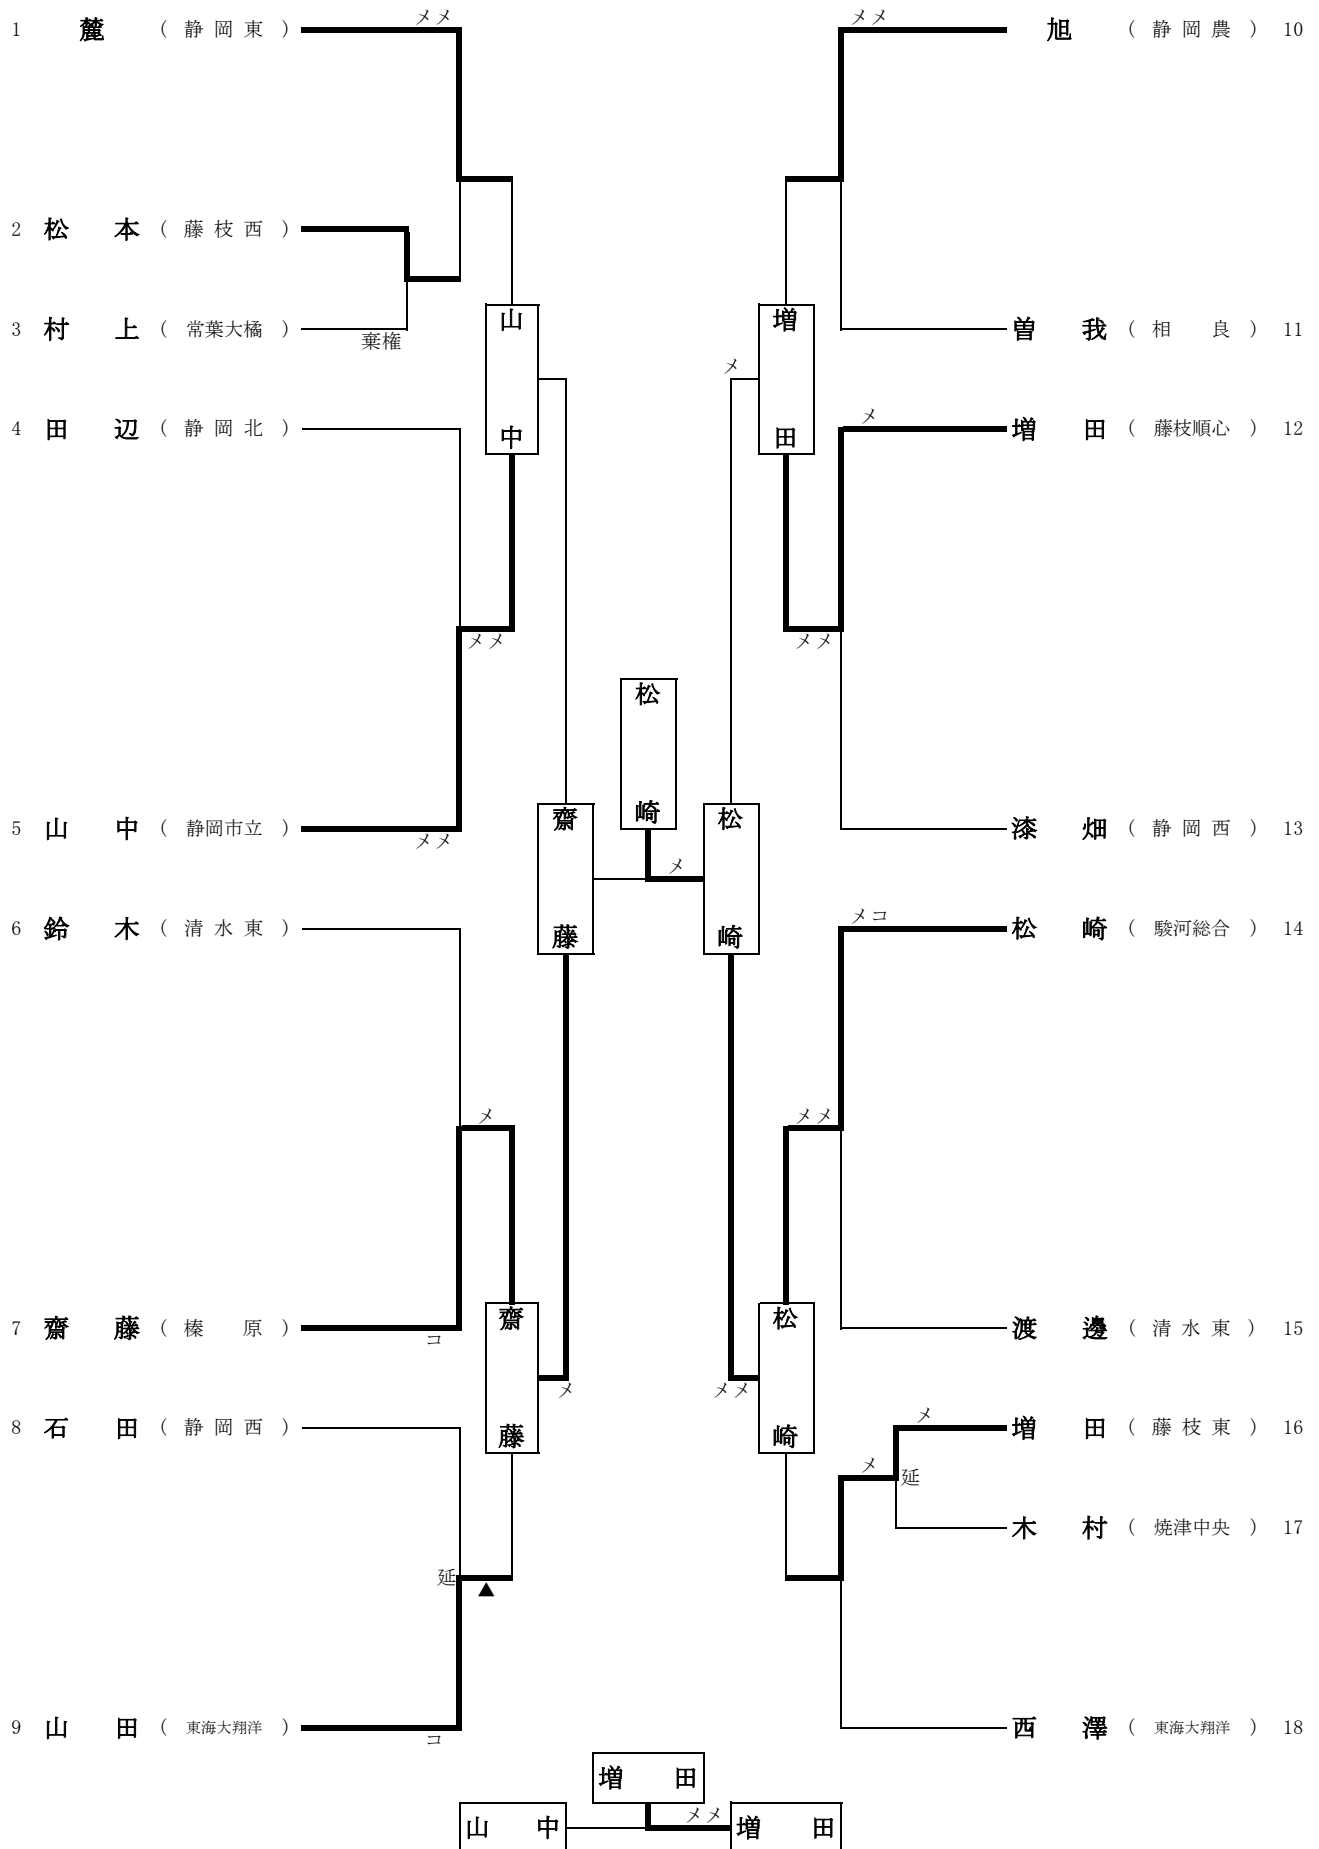 メメ
メメ
1 麓 ( 静 岡 東 )
旭 ( 静 岡 農 ) 10
2 松 本 ( 藤 枝 西 )
3 村 上 ( 常葉大橘 )
棄権
山 中
増 田
曽 我 ( 相 良 ) 11
メ
4 田 辺 ( 静 岡 北 )
メ
増 田 ( 藤枝順心 ) 12
メメ
メメ
松 崎
5 山 中 ( 静岡市立 )
メメ
齋 藤
メ
松 崎
漆 畑 ( 静 岡 西 ) 13
6 鈴 木 ( 清 水 東 )
メコ
松 崎 ( 駿河総合 ) 14
メ
メメ
7 齋 藤 ( 榛 原 )
コ
齋 藤
松 崎
渡 邊 ( 清 水 東 ) 15
メ
メメ
8 石 田 ( 静 岡 西 )
メ
増 田 ( 藤 枝 東 ) 16
メ
延
木 村 ( 焼津中央 ) 17
延
▲
9 山 田 ( 東海大翔洋 )
コ
西 澤 ( 東海大翔洋 ) 18
増 田
山 中
メメ
増 田